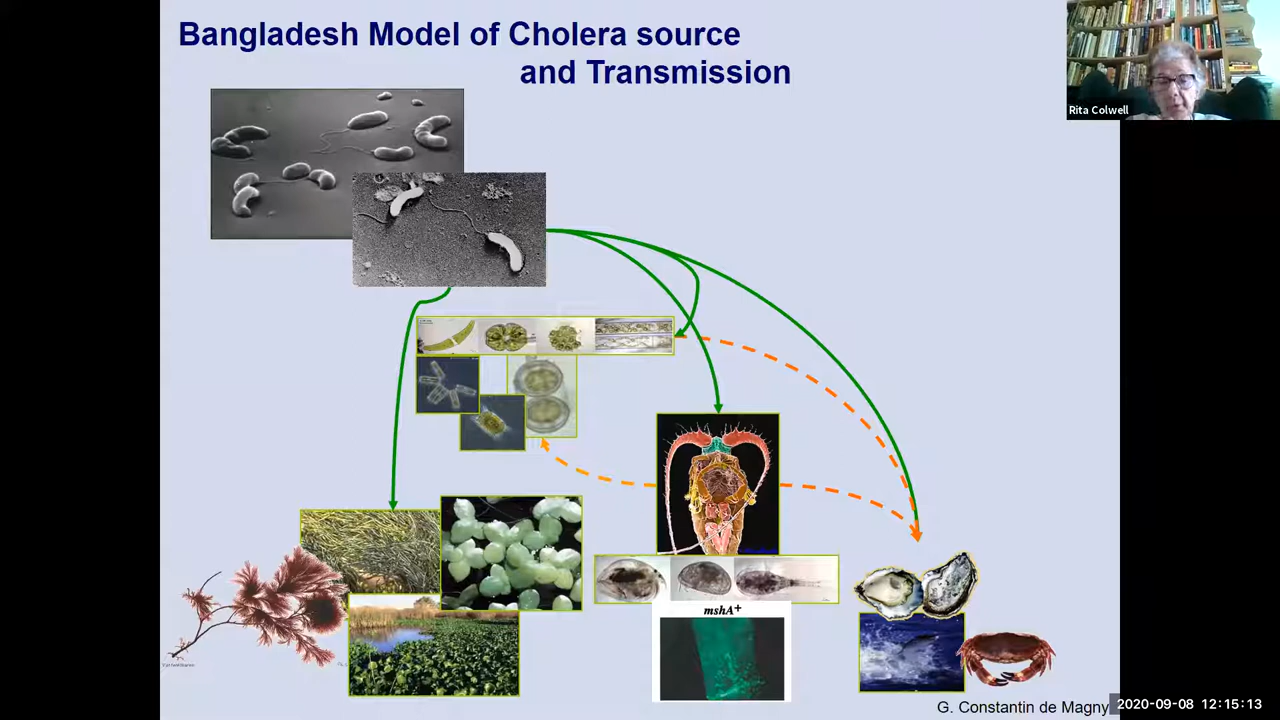 Bangladesh Model of Cholera source
and Transmission
Rita Colwell
mshA+
G. Constantin de Magny
2020-09-08 12:15:13